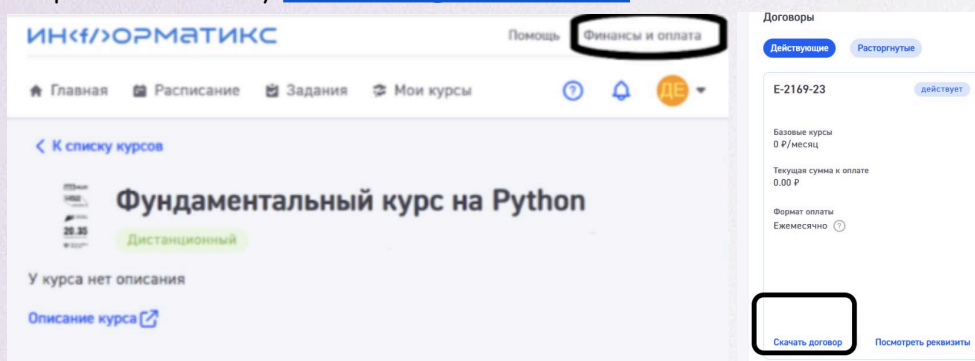 ИН<f/>ОРМАТИКС
Помощь Финансы и оплата
Главная Расписание Задания Мои курсы
ДЕ
К списку курсов
20.35
Фундаментальный курс на Python
Дистанционный
У курса нет описания
Описание курса
Договоры
Действующие Расторгнутые
Е-2169-23 действует
Базовые курсы
0 ₽/месяц
Текущая сумма к оплате
0.00 ₽
Формат оплаты
Ежемесячно
Скачать договор Посмотреть реквизиты